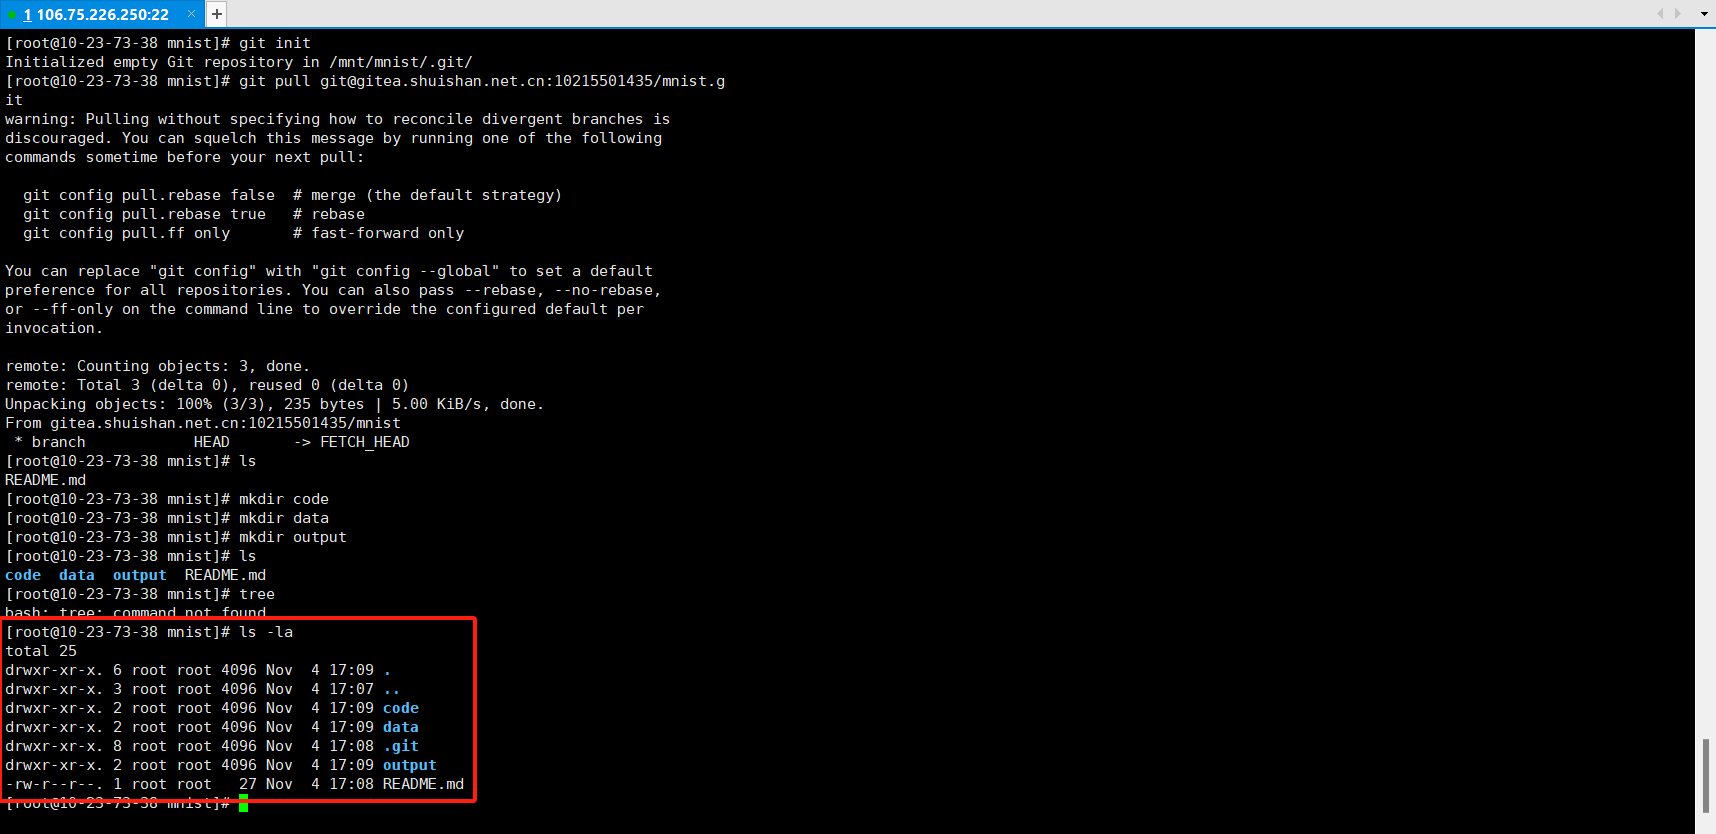 1 106.75.226.250:22 × +
[root@10-23-73-38 mnist]# git init
Initialized empty Git repository in /mnt/mnist/.git/
[root@10-23-73-38 mnist]# git pull git@gitea.shuishan.net.cn:10215501435/mnist.g
it
warning: Pulling without specifying how to reconcile divergent branches is
discouraged. You can squelch this message by running one of the following
commands sometime before your next pull:
  git config pull.rebase false  # merge (the default strategy)
  git config pull.rebase true   # rebase
  git config pull.ff only       # fast-forward only
You can replace "git config" with "git config --global" to set a default
preference for all repositories. You can also pass --rebase, --no-rebase,
or --ff-only on the command line to override the configured default per
invocation.
remote: Counting objects: 3, done.
remote: Total 3 (delta 0), reused 0 (delta 0)
Unpacking objects: 100% (3/3), 235 bytes | 5.00 KiB/s, done.
From gitea.shuishan.net.cn:10215501435/mnist
 * branch            HEAD       -> FETCH_HEAD
[root@10-23-73-38 mnist]# ls
README.md
[root@10-23-73-38 mnist]# mkdir code
[root@10-23-73-38 mnist]# mkdir data
[root@10-23-73-38 mnist]# mkdir output
[root@10-23-73-38 mnist]# ls
code  data  output  README.md
[root@10-23-73-38 mnist]# tree
bash: tree: command not found
[root@10-23-73-38 mnist]# ls -la
total 25
drwxr-xr-x. 6 root root 4096 Nov  4 17:09 .
drwxr-xr-x. 3 root root 4096 Nov  4 17:07 ..
drwxr-xr-x. 2 root root 4096 Nov  4 17:09 code
drwxr-xr-x. 2 root root 4096 Nov  4 17:09 data
drwxr-xr-x. 8 root root 4096 Nov  4 17:08 .git
drwxr-xr-x. 2 root root 4096 Nov  4 17:09 output
-rw-r--r--. 1 root root   27 Nov  4 17:08 README.md
[root@10-23-73-38 mnist]#